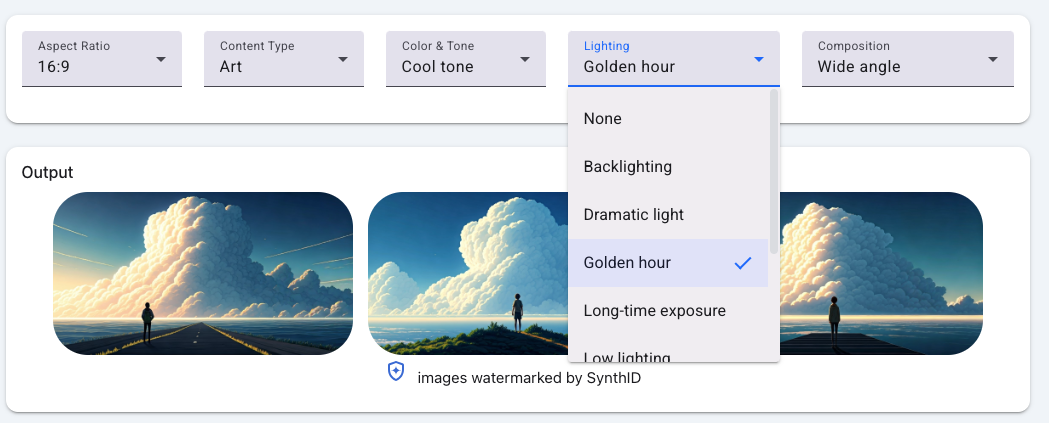 Aspect Ratio
16:9
Content Type
Art
Color & Tone
Cool tone
Lighting
Golden hour
Composition
Wide angle
None
Backlighting
Dramatic light
Golden hour
Long-time exposure
Low lighting
Output
images watermarked by SynthID